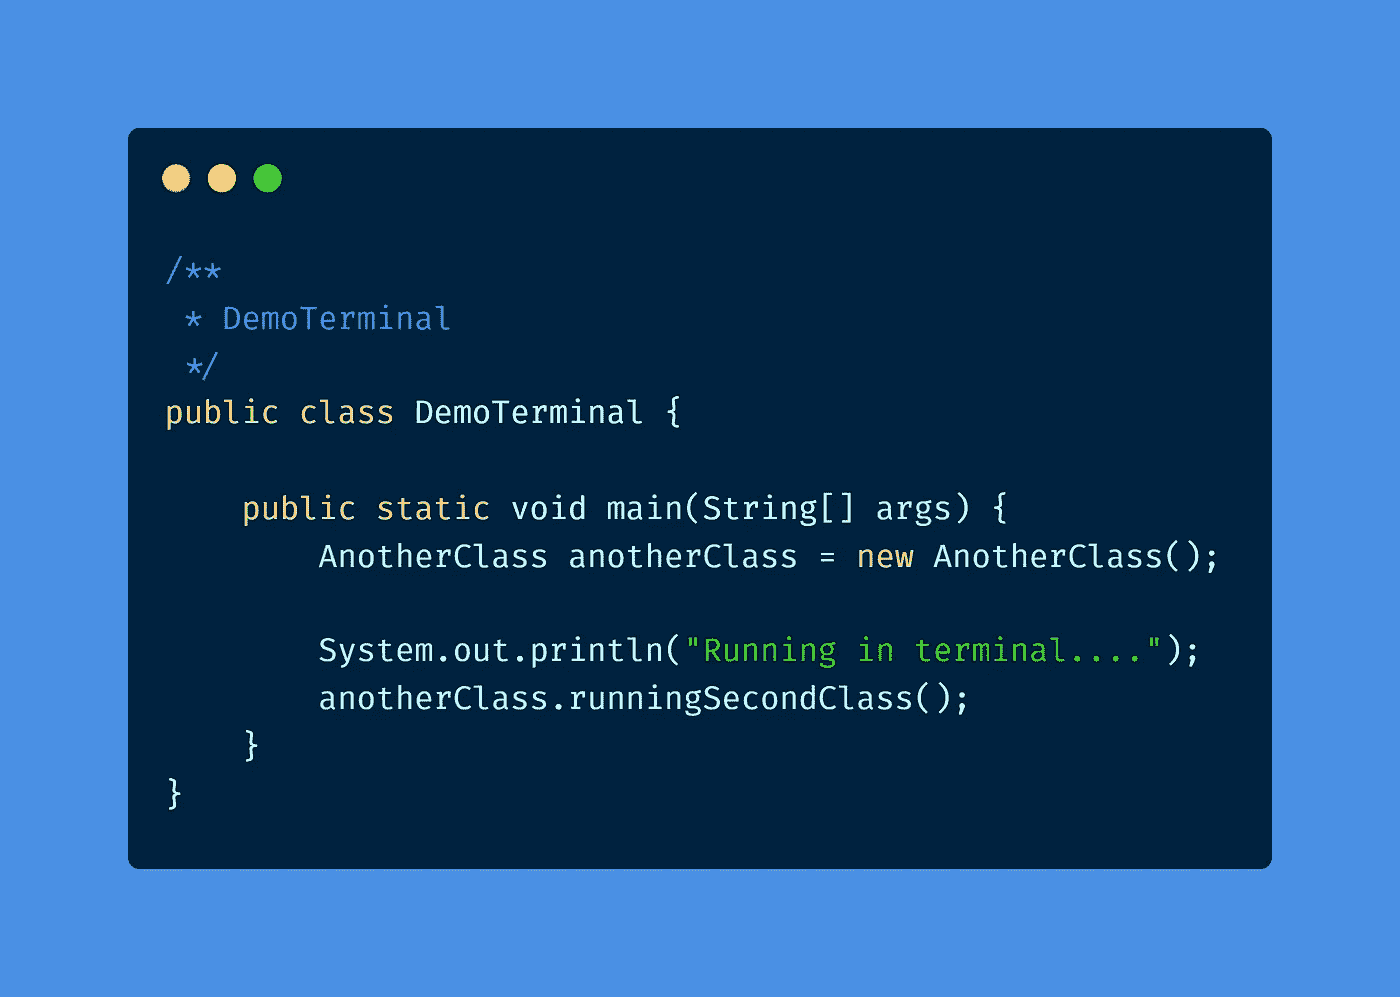 /**
 * DemoTerminal
 */
public class DemoTerminal {
    public static void main(String[] args) {
        AnotherClass anotherClass = new AnotherClass();
        System.out.println("Running in terminal....");
        anotherClass.runningSecondClass();
    }
}